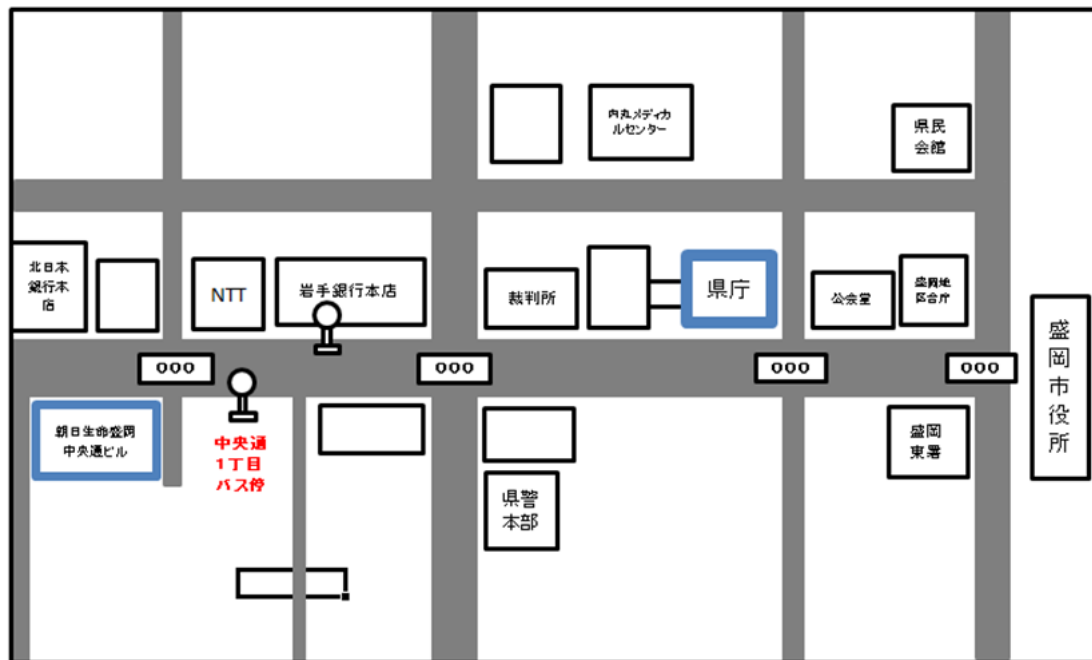 内丸メディカ
ルセンター
県民
会館
北日本
銀行本
店
NTT
岩手銀行本店
裁判所
県庁
公会堂
盛岡地
区合庁
盛岡市役所
朝日生命盛岡
中央通ビル
中央通
1丁目
バス停
盛岡
東署
県警
本部